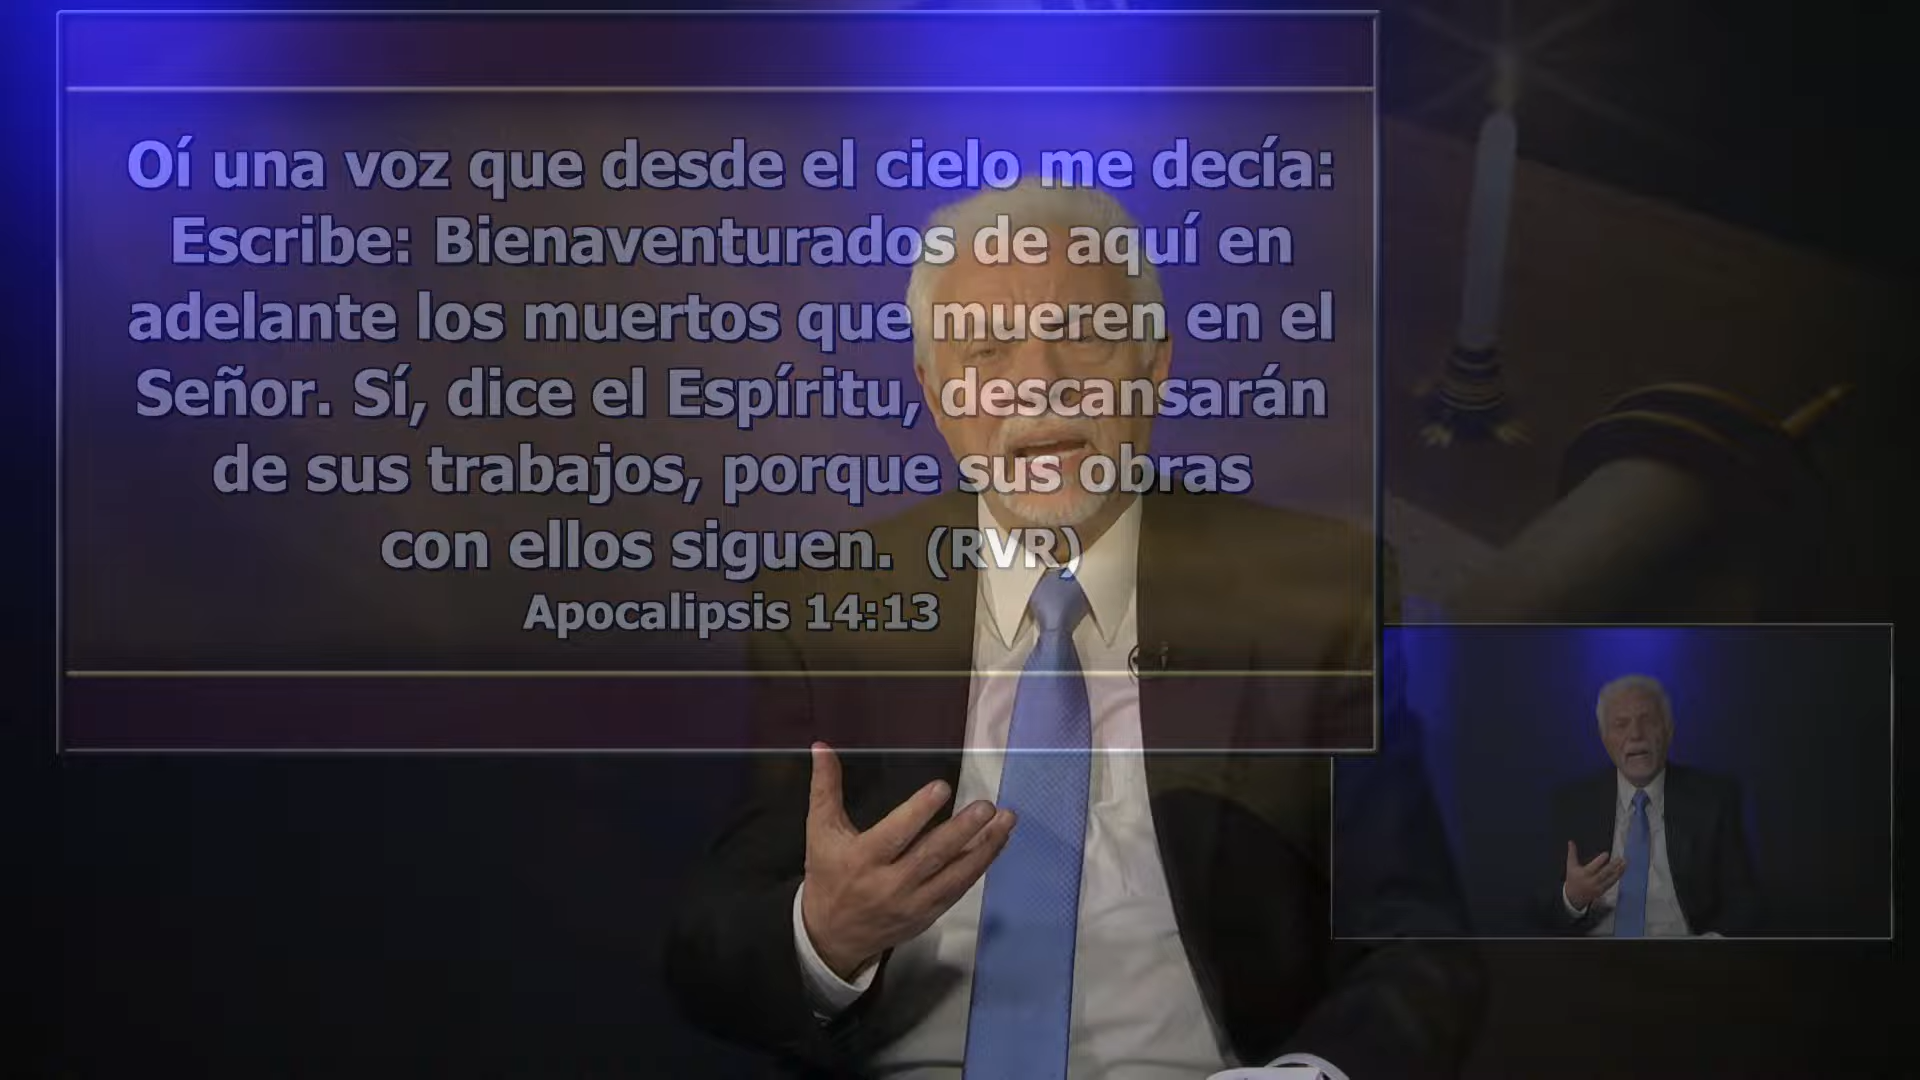 Oí una voz que desde el cielo me decía:
Escribe: Bienaventurados de aquí en
adelante los muertos que mueren en el
Señor. Sí, dice el Espíritu, descansarán
de sus trabajos, porque sus obras
con ellos siguen. (RVR)
Apocalipsis 14:13